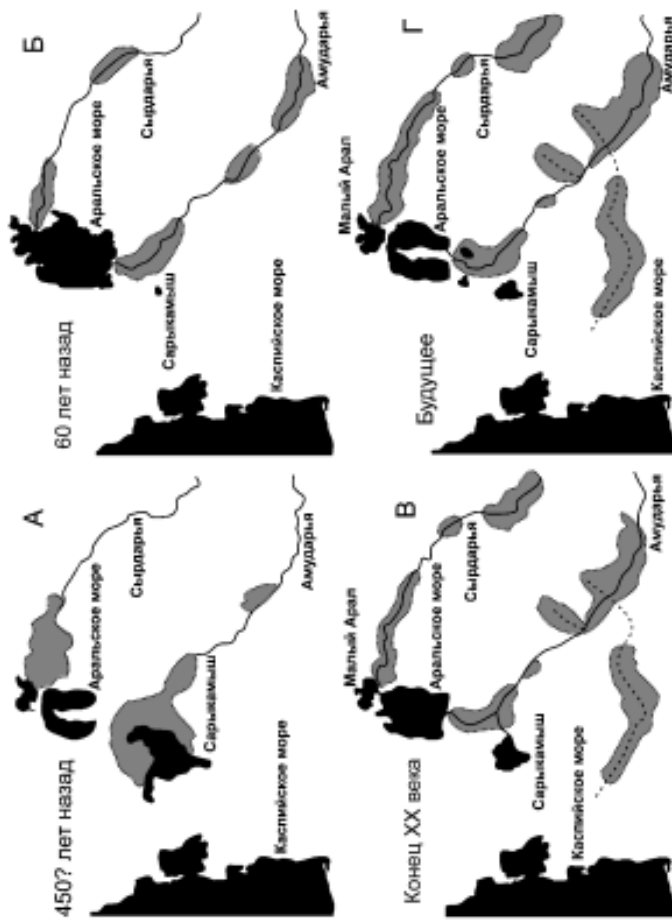 А
450? лет назад
Аральское море
Сырдарья
Сарыкамыш
Амударья
Каспийское море
Б
60 лет назад
Аральское море
Сырдарья
Сарыкамыш
Амударья
Каспийское море
В
Конец XX века
Малый Арал
Аральское море
Сырдарья
Сарыкамыш
Амударья
Каспийское море
Г
Будущее
Малый Арал
Аральское море
Сырдарья
Сарыкамыш
Амударья
Каспийское море